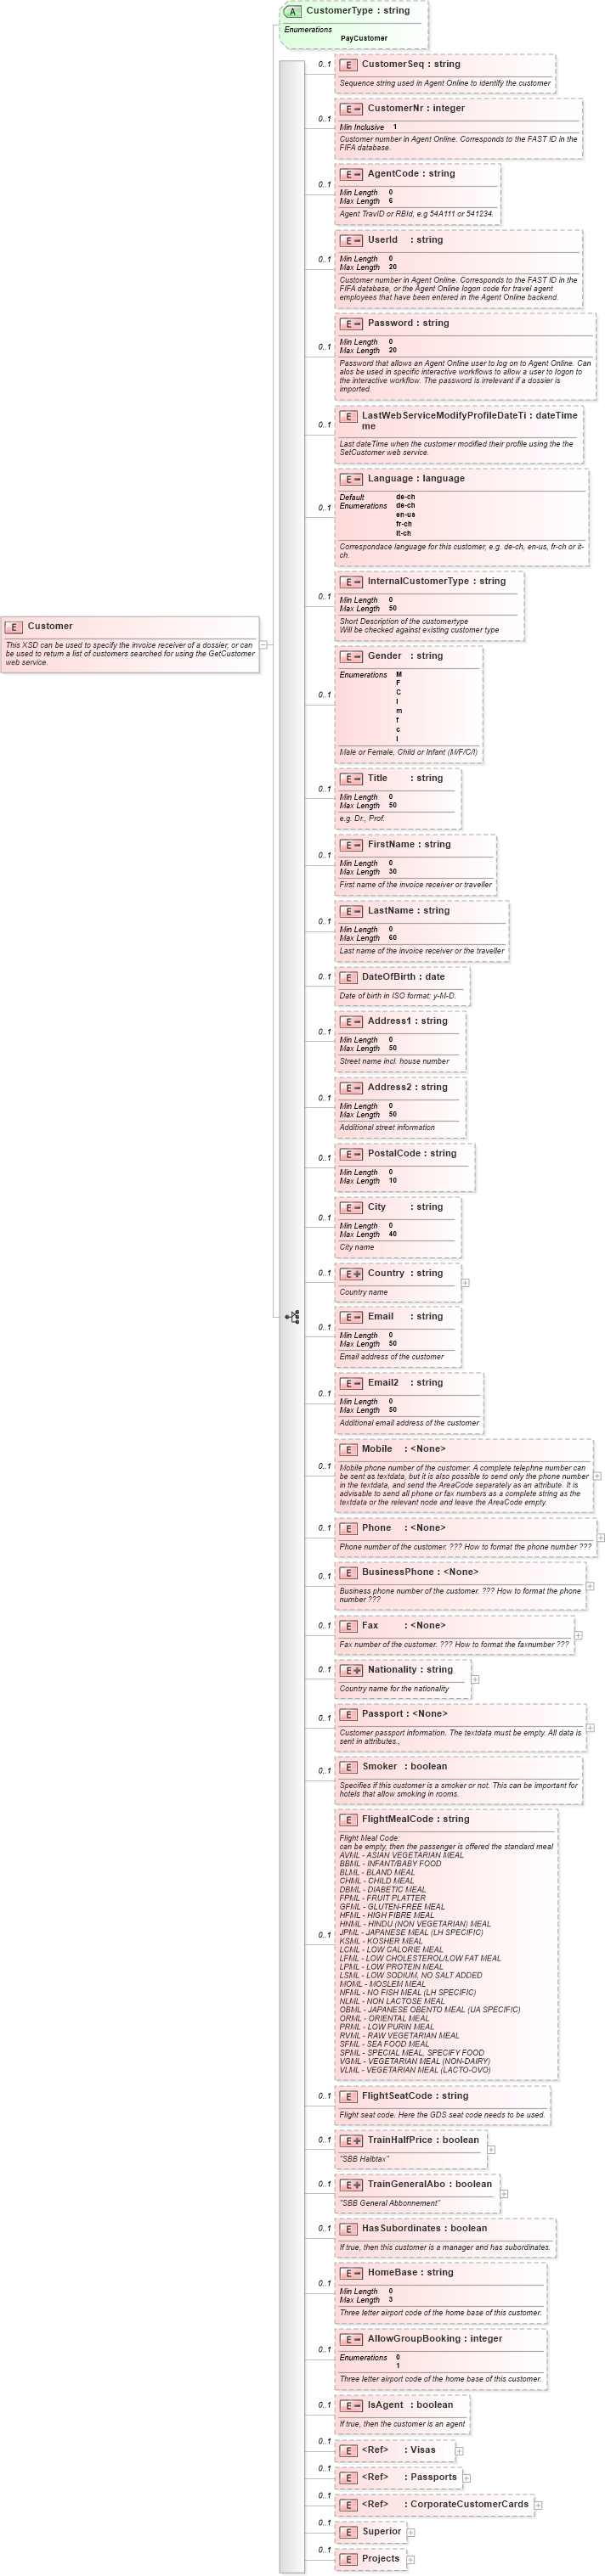 A CustomerType : string
Enumerations
PayCustomer
0..1
E CustomerSeq : string
Sequence string used in Agent Online to identify the customer
0..1
E CustomerNr : integer
Min Inclusive 1
Customer number in Agent Online. Corresponds to the FAST ID in the
FIFA database.
0..1
E AgentCode : string
Min Length 0
Max Length 6
Agent TravID or RBId, e.g 54A111 or 541234.
0..1
E UserId : string
Min Length 0
Max Length 20
Customer number in Agent Online. Corresponds to the FAST ID in the
FIFA database, or the Agent Online logon code for travel agent
employees that have been entered in the Agent Online backend.
0..1
E Password : string
Min Length 0
Max Length 20
Password that allows an Agent Online user to log on to Agent Online. Can
alos be used in specific interactive workflows to allow a user to logon to
the interactive workflow. The password is irrelevant if a dossier is
imported.
0..1
E LastWebServiceModifyProfileDateTi : dateTime
me
Last dateTime when the customer modified their profile using the the
SetCustomer web service.
0..1
E Language : language
Default de-ch
Enumerations de-ch
en-us
fr-ch
it-ch
Correspondace language for this customer, e.g. de-ch, en-us, fr-ch or it-
ch.
0..1
E InternalCustomerType : string
Min Length 0
Max Length 50
Short Description of the customertype
Will be checked against existing customer type
E Customer
This XSD can be used to specify the invoice receiver of a dossier, or can
be used to return a list of customers searched for using the GetCustomer
web service.
0..1
E Gender : string
Enumerations M
F
C
I
m
f
c
i
Male or Female, Child or Infant (M/F/C/I)
0..1
E Title : string
Min Length 0
Max Length 50
e.g. Dr., Prof.
0..1
E FirstName : string
Min Length 0
Max Length 30
First name of the invoice receiver or traveller
0..1
E LastName : string
Min Length 0
Max Length 60
Last name of the invoice receiver or the traveller
0..1
E DateOfBirth : date
Date of birth in ISO format: y-M-D.
0..1
E Address1 : string
Min Length 0
Max Length 50
Street name incl. house number
0..1
E Address2 : string
Min Length 0
Max Length 50
Additional street information
0..1
E PostalCode : string
Min Length 0
Max Length 10
0..1
E City : string
Min Length 0
Max Length 40
City name
0..1
E Country : string
Country name
0..1
E Email : string
Min Length 0
Max Length 50
Email address of the customer
0..1
E Email2 : string
Min Length 0
Max Length 50
Additional email address of the customer
0..1
E Mobile : <None>
Mobile phone number of the customer. A complete telephne number can
be sent as textdata, but it is also possible to send only the phone number
in the textdata, and send the AreaCode separately as an attribute. It is
advisable to send all phone or fax numbers as a complete string as the
textdata or the relevant node and leave the AreaCode empty.
0..1
E Phone : <None>
Phone number of the customer. ??? How to format the phone number ???
0..1
E BusinessPhone : <None>
Business phone number of the customer. ??? How to format the phone
number ???
0..1
E Fax : <None>
Fax number of the customer. ??? How to format the faxnumber ???
0..1
E Nationality : string
Country name for the nationality
0..1
E Passport : <None>
Customer passport information. The textdata must be empty. All data is
sent in attributes.,
0..1
E Smoker : boolean
Specifies if this customer is a smoker or not. This can be important for
hotels that allow smoking in rooms.
0..1
E FlightMealCode : string
Flight Meal Code:
can be empty, then the passenger is offered the standard meal
AVML - ASIAN VEGETARIAN MEAL
BBML - INFANT/BABY FOOD
BLML - BLAND MEAL
CHML - CHILD MEAL
DBML - DIABETIC MEAL
FPML - FRUIT PLATTER
GFML - GLUTEN-FREE MEAL
HFML - HIGH FIBRE MEAL
HNML - HINDU (NON VEGETARIAN) MEAL
JPML - JAPANESE MEAL (LH SPECIFIC)
KSML - KOSHER MEAL
LCML - LOW CALORIE MEAL
LFML - LOW CHOLESTEROL/LOW FAT MEAL
LPML - LOW PROTEIN MEAL
LSML - LOW SODIUM, NO SALT ADDED
MOML - MOSLEM MEAL
NFML - NO FISH MEAL (LH SPECIFIC)
NLML - NON LACTOSE MEAL
OBML - JAPANESE OBENTO MEAL (UA SPECIFIC)
ORML - ORIENTAL MEAL
PRML - LOW PURIN MEAL
RVML - RAW VEGETARIAN MEAL
SFML - SEA FOOD MEAL
SPML - SPECIAL MEAL, SPECIFY FOOD
VGML - VEGETARIAN MEAL (NON-DAIRY)
VLML - VEGETARIAN MEAL (LACTO-OVO)
0..1
E FlightSeatCode : string
Flight seat code. Here the GDS seat code needs to be used.
0..1
E TrainHalfPrice : boolean
"SBB Halbtax"
0..1
E TrainGeneralAbo : boolean
"SBB General Abbonnement"
0..1
E HasSubordinates : boolean
If true, then this customer is a manager and has subordinates.
0..1
E HomeBase : string
Min Length 0
Max Length 3
Three letter airport code of the home base of this customer.
0..1
E AllowGroupBooking : integer
Enumerations 0
1
Three letter airport code of the home base of this customer.
0..1
E IsAgent : boolean
If true, then the customer is an agent
0..1
E <Ref> : Visas
0..1
E <Ref> : Passports
0..1
E <Ref> : CorporateCustomerCards
0..1
E Superior
0..1
E Projects